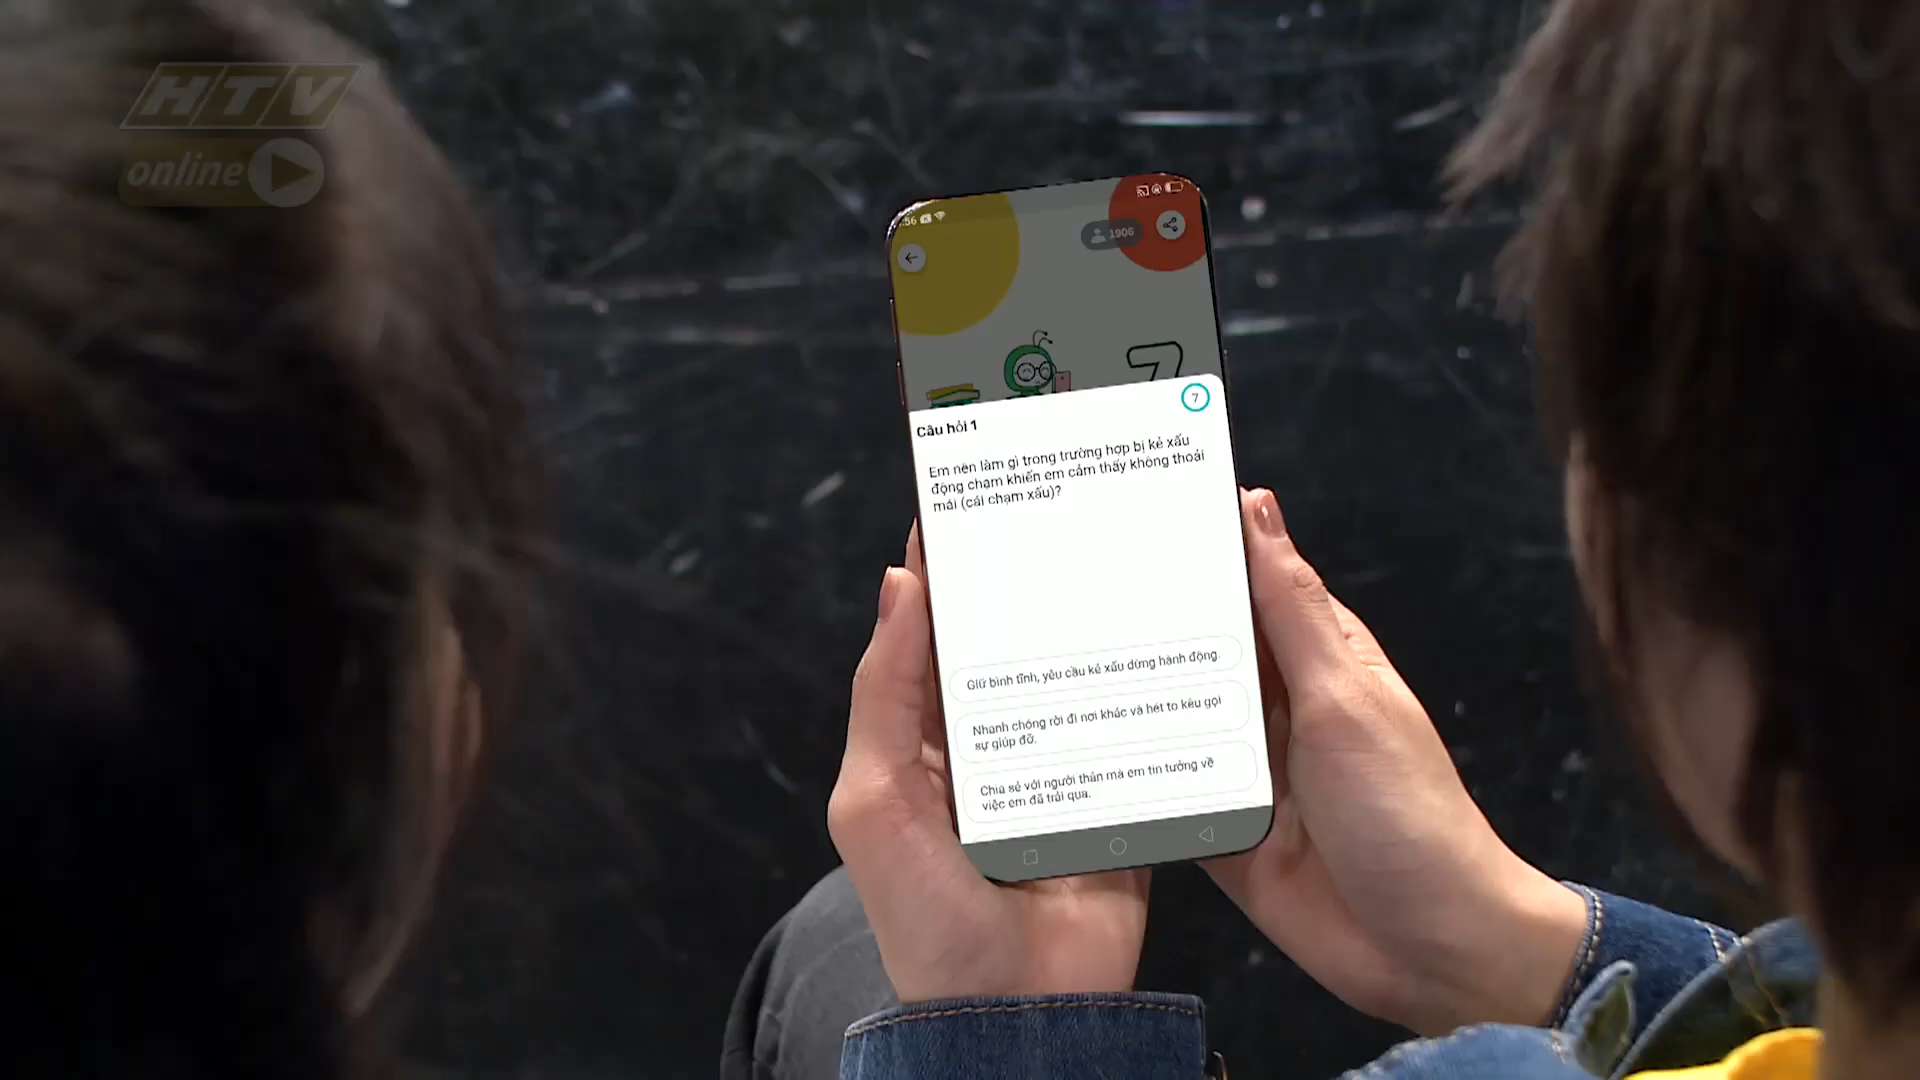 HTV
online
:56
1906
7
7
Câu hỏi 1
Em nên làm gì trong trường hợp bị kẻ xấu
động chạm khiến em cảm thấy không thoải
mái (cái chạm xấu)?
Giữ bình tĩnh, yêu cầu kẻ xấu dừng hành động.
Nhanh chóng rời đi nơi khác và hét to kêu gọi
sự giúp đỡ.
Chia sẻ với người thân mà em tin tưởng về
việc em đã trải qua.